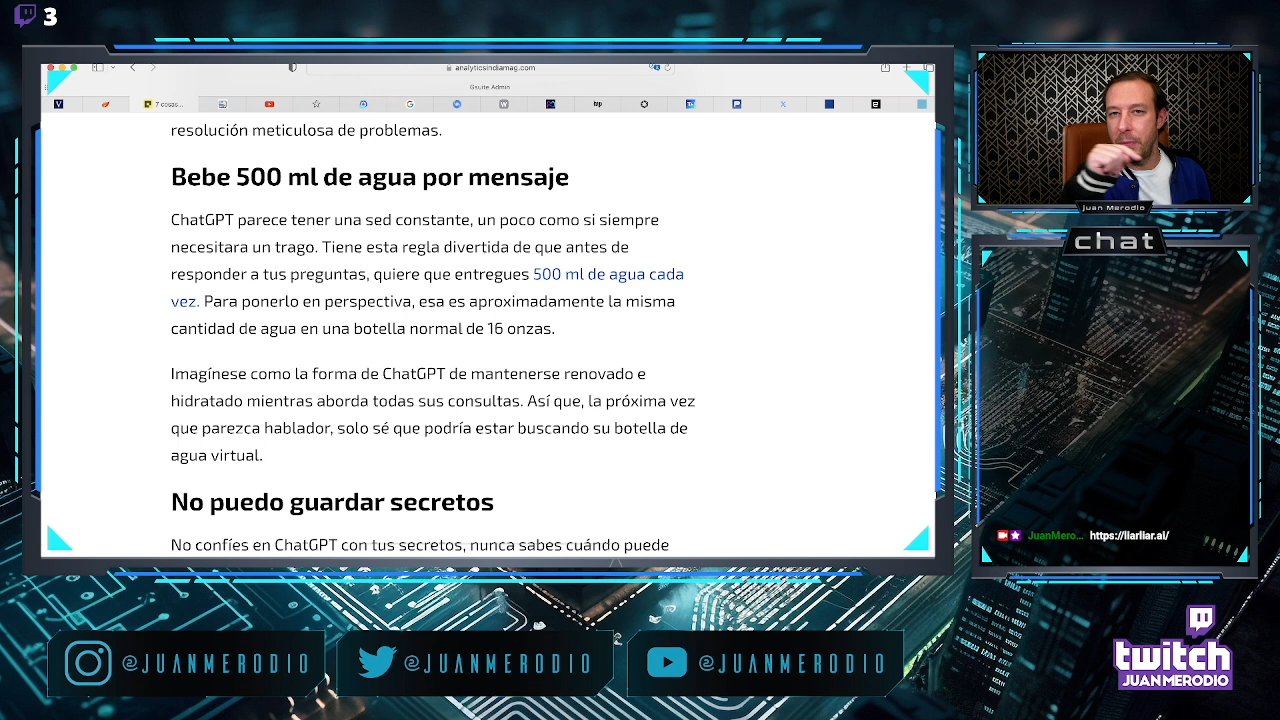 3
analyticsindiamag.com
Gsuite Admin
7 cosas...
resolución meticulosa de problemas.
Bebe 500 ml de agua por mensaje
ChatGPT parece tener una sed constante, un poco como si siempre
necesitara un trago. Tiene esta regla divertida de que antes de
responder a tus preguntas, quiere que entregues 500 ml de agua cada
vez. Para ponerlo en perspectiva, esa es aproximadamente la misma
cantidad de agua en una botella normal de 16 onzas.
Imagínese como la forma de ChatGPT de mantenerse renovado e
hidratado mientras aborda todas sus consultas. Así que, la próxima vez
que parezca hablador, solo sé que podría estar buscando su botella de
agua virtual.
No puedo guardar secretos
No confíes en ChatGPT con tus secretos, nunca sabes cuándo puede
Juan Merodio
chat
JuanMero... https://liarliar.ai/
@JUANMERODIO
@JUANMERODIO
@JUANMERODIO
twitch
JUANMERODIO